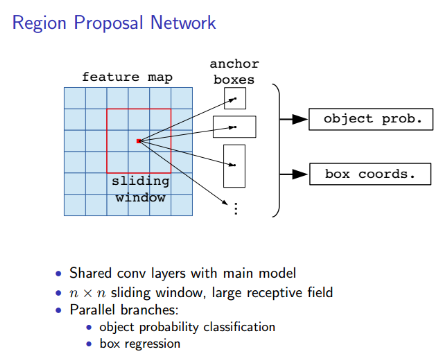 Region Proposal Network
anchor
boxes
feature map
object prob.
box coords.
sliding
window
• Shared conv layers with main model
• n × n sliding window, large receptive field
• Parallel branches:
• object probability classification
• box regression